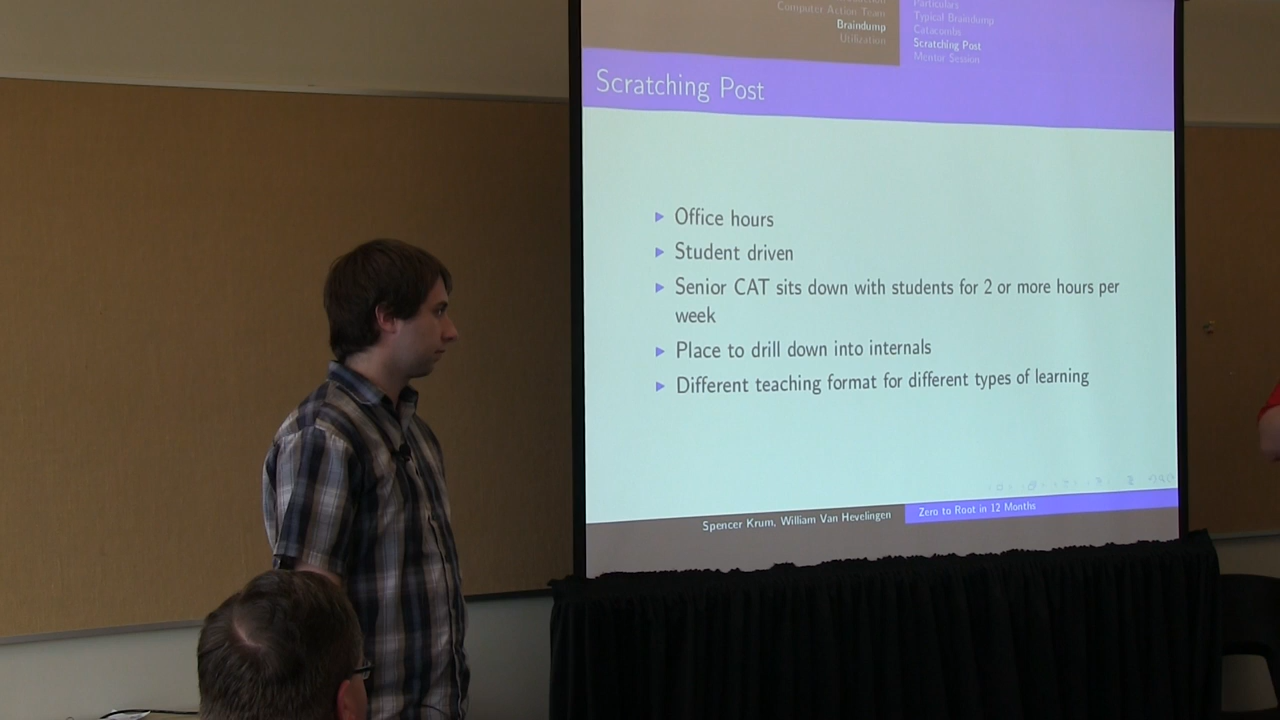 Computer Action Team
Braindump
Utilization
Particulars
Typical Braindump
Catacombs
Scratching Post
Mentor Session
Scratching Post
Office hours
Student driven
Senior CAT sits down with students for 2 or more hours per
week
Place to drill down into internals
Different teaching format for different types of learning
Spencer Krum, William Van Hevelingen
Zero to Root in 12 Months